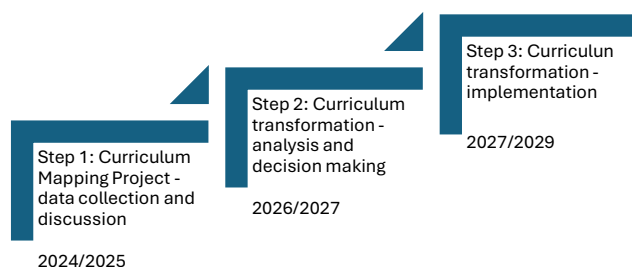 Step 1: Curriculum
Mapping Project -
data collection and
discussion
2024/2025
Step 2: Curriculum
transformation -
analysis and
decision making
2026/2027
Step 3: Curriculun
transformation -
implementation
2027/2029